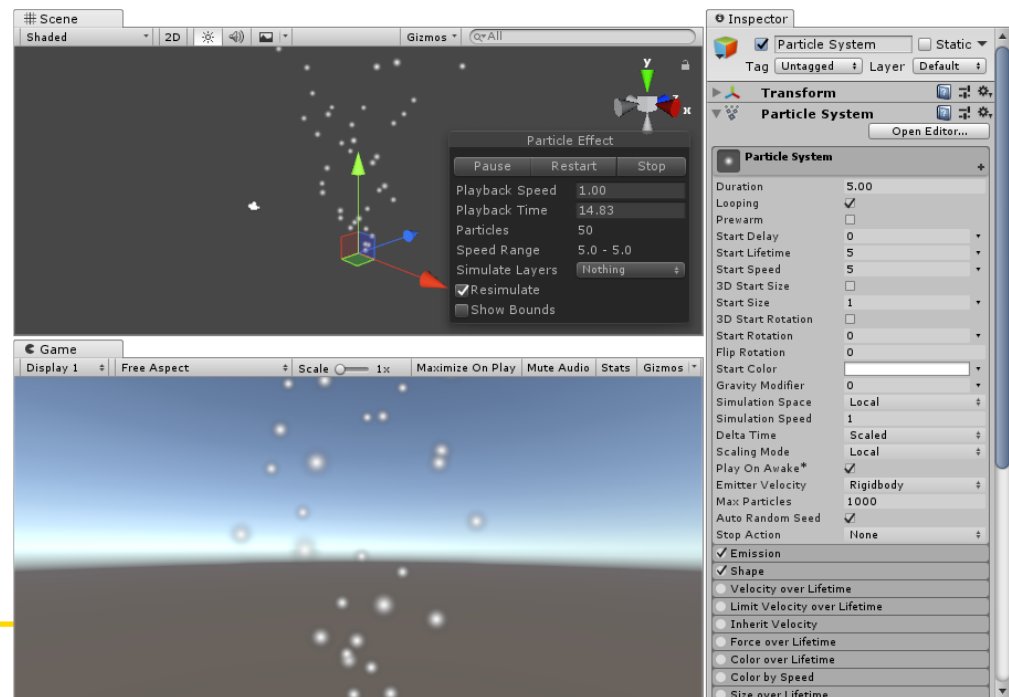 Scene
Shaded 2D Gizmos All
y
x
Particle Effect
Pause Restart Stop
Playback Speed 1.00
Playback Time 14.83
Particles 50
Speed Range 5.0 - 5.0
Simulate Layers Nothing
Resimulate
Show Bounds
Game
Display 1 Free Aspect Scale 1x Maximize On Play Mute Audio Stats Gizmos
Inspector
Particle System Static
Tag Untagged Layer Default
Transform
Particle System
Open Editor...
Particle System
Duration 5.00
Looping
Prewarm
Start Delay 0
Start Lifetime 5
Start Speed 5
3D Start Size
Start Size 1
3D Start Rotation
Start Rotation 0
Flip Rotation 0
Start Color
Gravity Modifier 0
Simulation Space Local
Simulation Speed 1
Delta Time Scaled
Scaling Mode Local
Play On Awake*
Emitter Velocity Rigidbody
Max Particles 1000
Auto Random Seed
Stop Action None
Emission
Shape
Velocity over Lifetime
Limit Velocity over Lifetime
Inherit Velocity
Force over Lifetime
Color over Lifetime
Color by Speed
Size over Lifetime